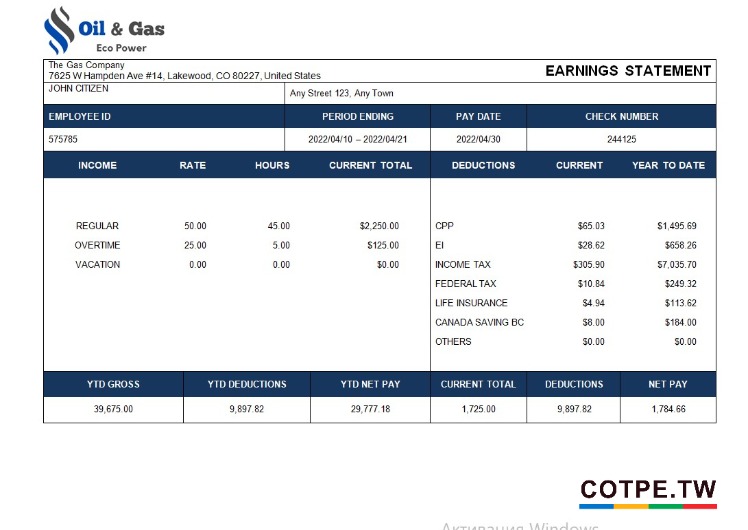 Oil & Gas
Eco Power
The Gas Company
7625 W Hampden Ave #14, Lakewood, CO 80227, United States
EARNINGS STATEMENT
JOHN CITIZEN
Any Street 123, Any Town
EMPLOYEE ID PERIOD ENDING PAY DATE CHECK NUMBER
575785 2022/04/10 – 2022/04/21 2022/04/30 244125
INCOME RATE HOURS CURRENT TOTAL DEDUCTIONS CURRENT YEAR TO DATE
REGULAR 50.00 45.00 $2,250.00 CPP $65.03 $1,495.69
OVERTIME 25.00 5.00 $125.00 EI $28.62 $658.26
VACATION 0.00 0.00 $0.00 INCOME TAX $305.90 $7,035.70
FEDERAL TAX $10.84 $249.32
LIFE INSURANCE $4.94 $113.62
CANADA SAVING BC $8.00 $184.00
OTHERS $0.00 $0.00
YTD GROSS YTD DEDUCTIONS YTD NET PAY CURRENT TOTAL DEDUCTIONS NET PAY
39,675.00 9,897.82 29,777.18 1,725.00 9,897.82 1,784.66
COTPE.TW
Активация Windows